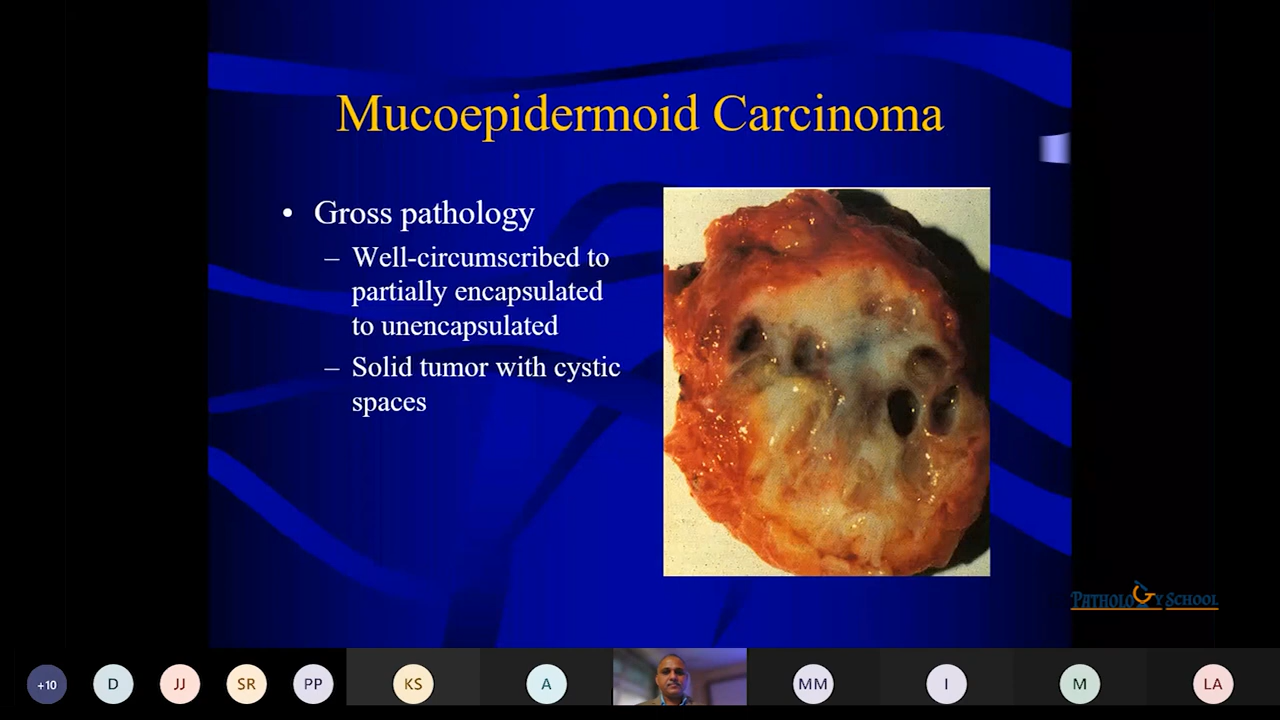 Mucoepidermoid Carcinoma
• Gross pathology
– Well-circumscribed to
partially encapsulated
to unencapsulated
– Solid tumor with cystic
spaces
PATHOLOGY SCHOOL
+10 D JJ SR PP KS A MM I M LA